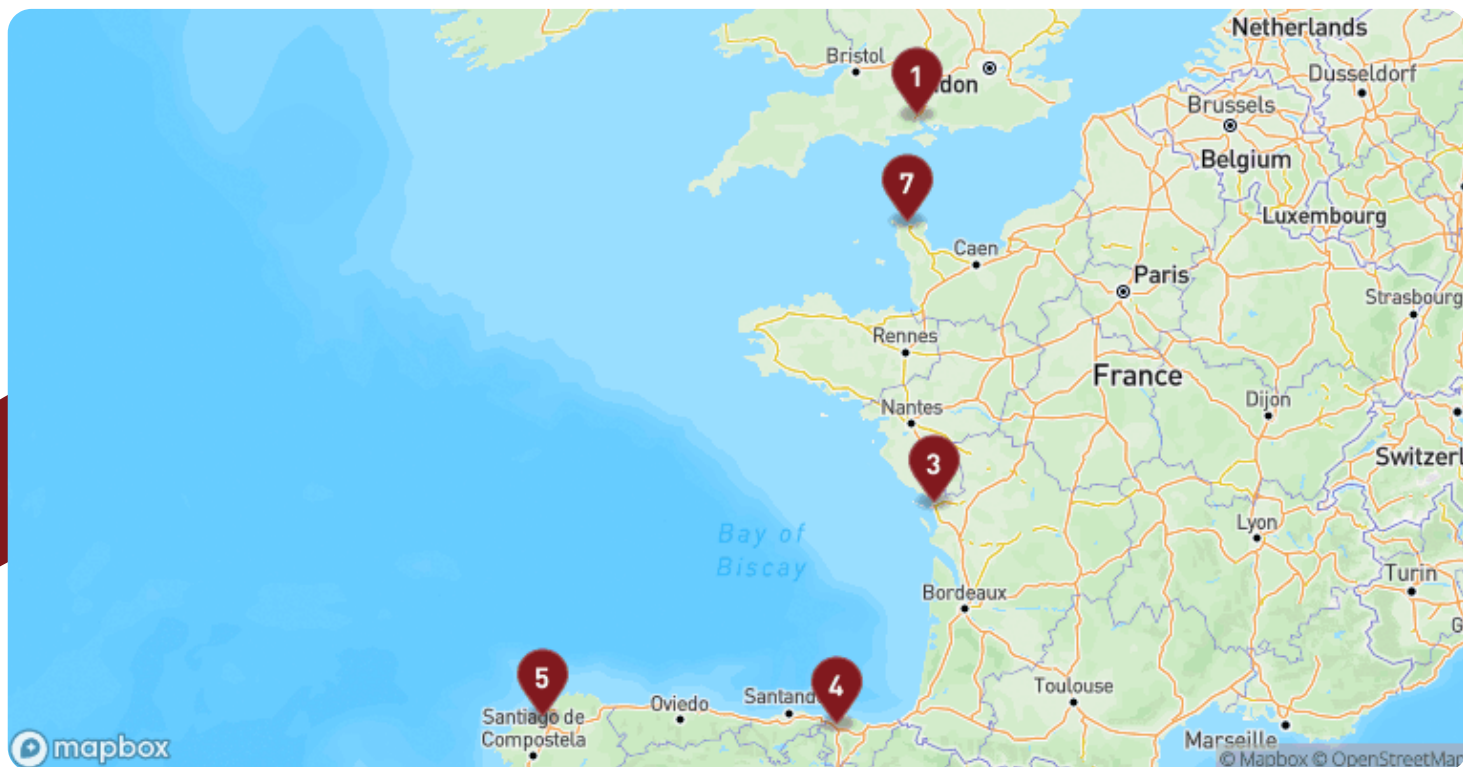 Netherlands
Bristol
1
don
Dusseldorf
Brussels
Belgium
7
Luxembourg
Caen
Paris
Strasbourg
Rennes
France
Nantes
Dijon
3
Switzerl
Bay of
Biscay
Lyon
Turin
Bordeaux
G
5
4
Toulouse
Santand
Oviedo
Santiago de
Compostela
Marseille
mapbox
© Mapbox © OpenStreetMap